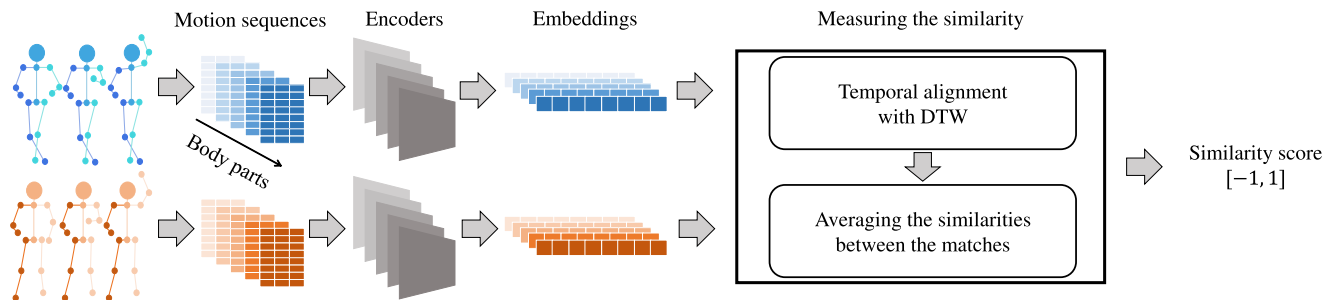 Motion sequences
Encoders
Embeddings
Measuring the similarity
Body parts
Temporal alignment
with DTW
Averaging the similarities
between the matches
Similarity score
[−1, 1]